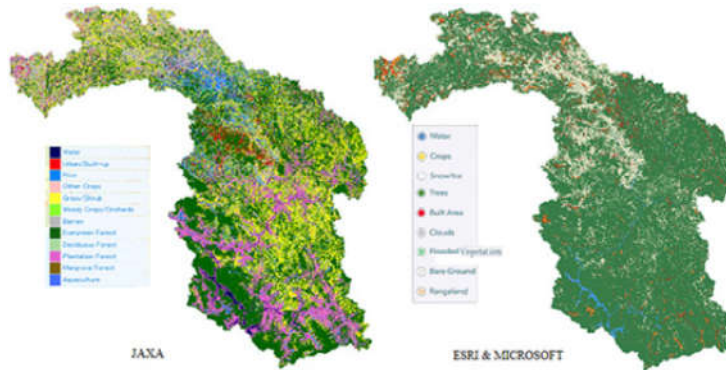 Water
Urban/Built-up
Rice
Other Crops
Grass/Shrub
Woody Crops/Orchards
Barren
Evergreen Forest
Deciduous Forest
Plantation Forest
Mangrove Forest
Aquaculture
JAXA
Water
Crops
Snow/Ice
Trees
Built Area
Clouds
Flooded Vegetation
Bare Ground
Rangeland
ESRI & MICROSOFT